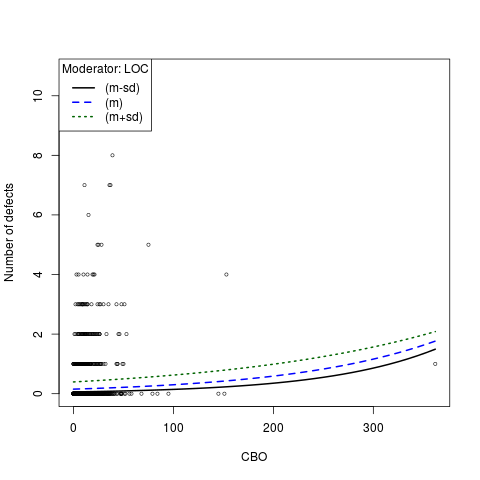 Moderator: LOC
(m-sd)
(m)
(m+sd)
Number of defects
10
8
6
4
2
0
0 100 200 300
CBO